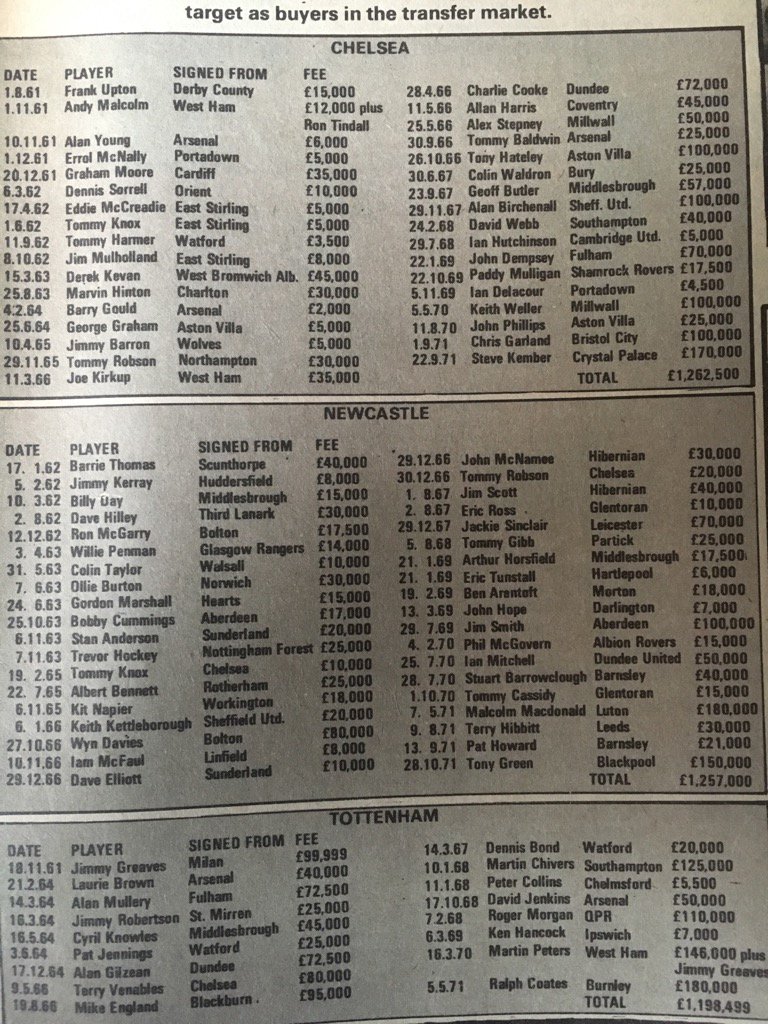 target as buyers in the transfer market.
CHELSEA
DATE PLAYER SIGNED FROM FEE
1.8.61 Frank Upton Derby County £15,000
1.11.61 Andy Malcolm West Ham £12,000 plus
Ron Tindall
10.11.61 Alan Young Arsenal £6,000
1.12.61 Errol McNally Portadown £5,000
20.12.61 Graham Moore Cardiff £35,000
6.3.62 Dennis Sorrell Orient £10,000
17.4.62 Eddie McCreadie East Stirling £5,000
1.6.62 Tommy Knox East Stirling £5,000
11.9.62 Tommy Harmer Watford £3,500
8.10.62 Jim Mulholland East Stirling £8,000
15.3.63 Derek Kevan West Bromwich Alb. £45,000
25.8.63 Marvin Hinton Charlton £30,000
4.2.64 Barry Gould Arsenal £2,000
25.6.64 George Graham Aston Villa £5,000
10.4.65 Jimmy Barron Wolves £5,000
29.11.65 Tommy Robson Northampton £30,000
11.3.66 Joe Kirkup West Ham £35,000
28.4.66 Charlie Cooke Dundee £72,000
11.5.66 Allan Harris Coventry £45,000
25.5.66 Alex Stepney Millwall £50,000
30.9.66 Tommy Baldwin Arsenal £25,000
26.10.66 Tony Hateley Aston Villa £100,000
30.6.67 Colin Waldron Bury £25,000
23.9.67 Geoff Butler Middlesbrough £57,000
29.11.67 Alan Birchenall Sheff. Utd. £100,000
24.2.68 David Webb Southampton £40,000
29.7.68 Ian Hutchinson Cambridge Utd. £5,000
22.1.69 John Dempsey Fulham £70,000
22.10.69 Paddy Mulligan Shamrock Rovers £17,500
5.11.69 Ian Delacour Portadown £4,500
5.5.70 Keith Weller Millwall £100,000
11.8.70 John Phillips Aston Villa £25,000
1.9.71 Chris Garland Bristol City £100,000
22.9.71 Steve Kember Crystal Palace £170,000
TOTAL £1,262,500
NEWCASTLE
DATE PLAYER SIGNED FROM FEE
17. 1.62 Barrie Thomas Scunthorpe £40,000
5. 2.62 Jimmy Kerray Huddersfield £8,000
10. 3.62 Billy Day Middlesbrough £15,000
2. 8.62 Dave Hilley Third Lanark £30,000
12.12.62 Ron McGarry Bolton £17,500
3. 4.63 Willie Penman Glasgow Rangers £14,000
31. 5.63 Colin Taylor Walsall £10,000
7. 6.63 Ollie Burton Norwich £30,000
24. 6.63 Gordon Marshall Hearts £15,000
25.10.63 Bobby Cummings Aberdeen £17,000
6.11.63 Stan Anderson Sunderland £20,000
7.11.63 Trevor Hockey Nottingham Forest £25,000
19. 2.65 Tommy Knox Chelsea £10,000
22. 7.65 Albert Bennett Rotherham £25,000
6.11.65 Kit Napier Workington £18,000
6. 1.66 Keith Kettleborough Sheffield Utd. £20,000
27.10.66 Wyn Davies Bolton £80,000
10.11.66 Iam McFaul Linfield £8,000
29.12.66 Dave Elliott Sunderland £10,000
29.12.66 John McNamee Hibernian £30,000
30.12.66 Tommy Robson Chelsea £20,000
1. 8.67 Jim Scott Hibernian £40,000
2. 8.67 Eric Ross Glentoran £10,000
29.12.67 Jackie Sinclair Leicester £70,000
5. 8.68 Tommy Gibb Partick £25,000
21. 1.69 Arthur Horsfield Middlesbrough £17,500
21. 1.69 Eric Tunstall Hartlepool £6,000
19. 2.69 Ben Arentoft Morton £18,000
13. 3.69 John Hope Darlington £7,000
29. 7.69 Jim Smith Aberdeen £100,000
4. 2.70 Phil McGovern Albion Rovers £15,000
25. 7.70 Ian Mitchell Dundee United £50,000
28. 7.70 Stuart Barrowclough Barnsley £40,000
1.10.70 Tommy Cassidy Glentoran £15,000
7. 5.71 Malcolm Macdonald Luton £180,000
9. 8.71 Terry Hibbitt Leeds £30,000
13. 9.71 Pat Howard Barnsley £21,000
28.10.71 Tony Green Blackpool £150,000
TOTAL £1,257,000
TOTTENHAM
DATE PLAYER SIGNED FROM FEE
18.11.61 Jimmy Greaves Milan £99,999
21.2.64 Laurie Brown Arsenal £40,000
14.3.64 Alan Mullery Fulham £72,500
16.3.64 Jimmy Robertson St. Mirren £25,000
16.5.64 Cyril Knowles Middlesbrough £45,000
3.6.64 Pat Jennings Watford £25,000
17.12.64 Alan Gilzean Dundee £72,500
9.5.66 Terry Venables Chelsea £80,000
19.8.66 Mike England Blackburn. £95,000
14.3.67 Dennis Bond Watford £20,000
10.1.68 Martin Chivers Southampton £125,000
11.1.68 Peter Collins Chelmsford £5,500
17.10.68 David Jenkins Arsenal £50,000
7.2.68 Roger Morgan QPR £110,000
6.3.69 Ken Hancock Ipswich £7,000
16.3.70 Martin Peters West Ham £146,000 plus
Jimmy Greaves
5.5.71 Ralph Coates Burnley £180,000
TOTAL £1,198,499